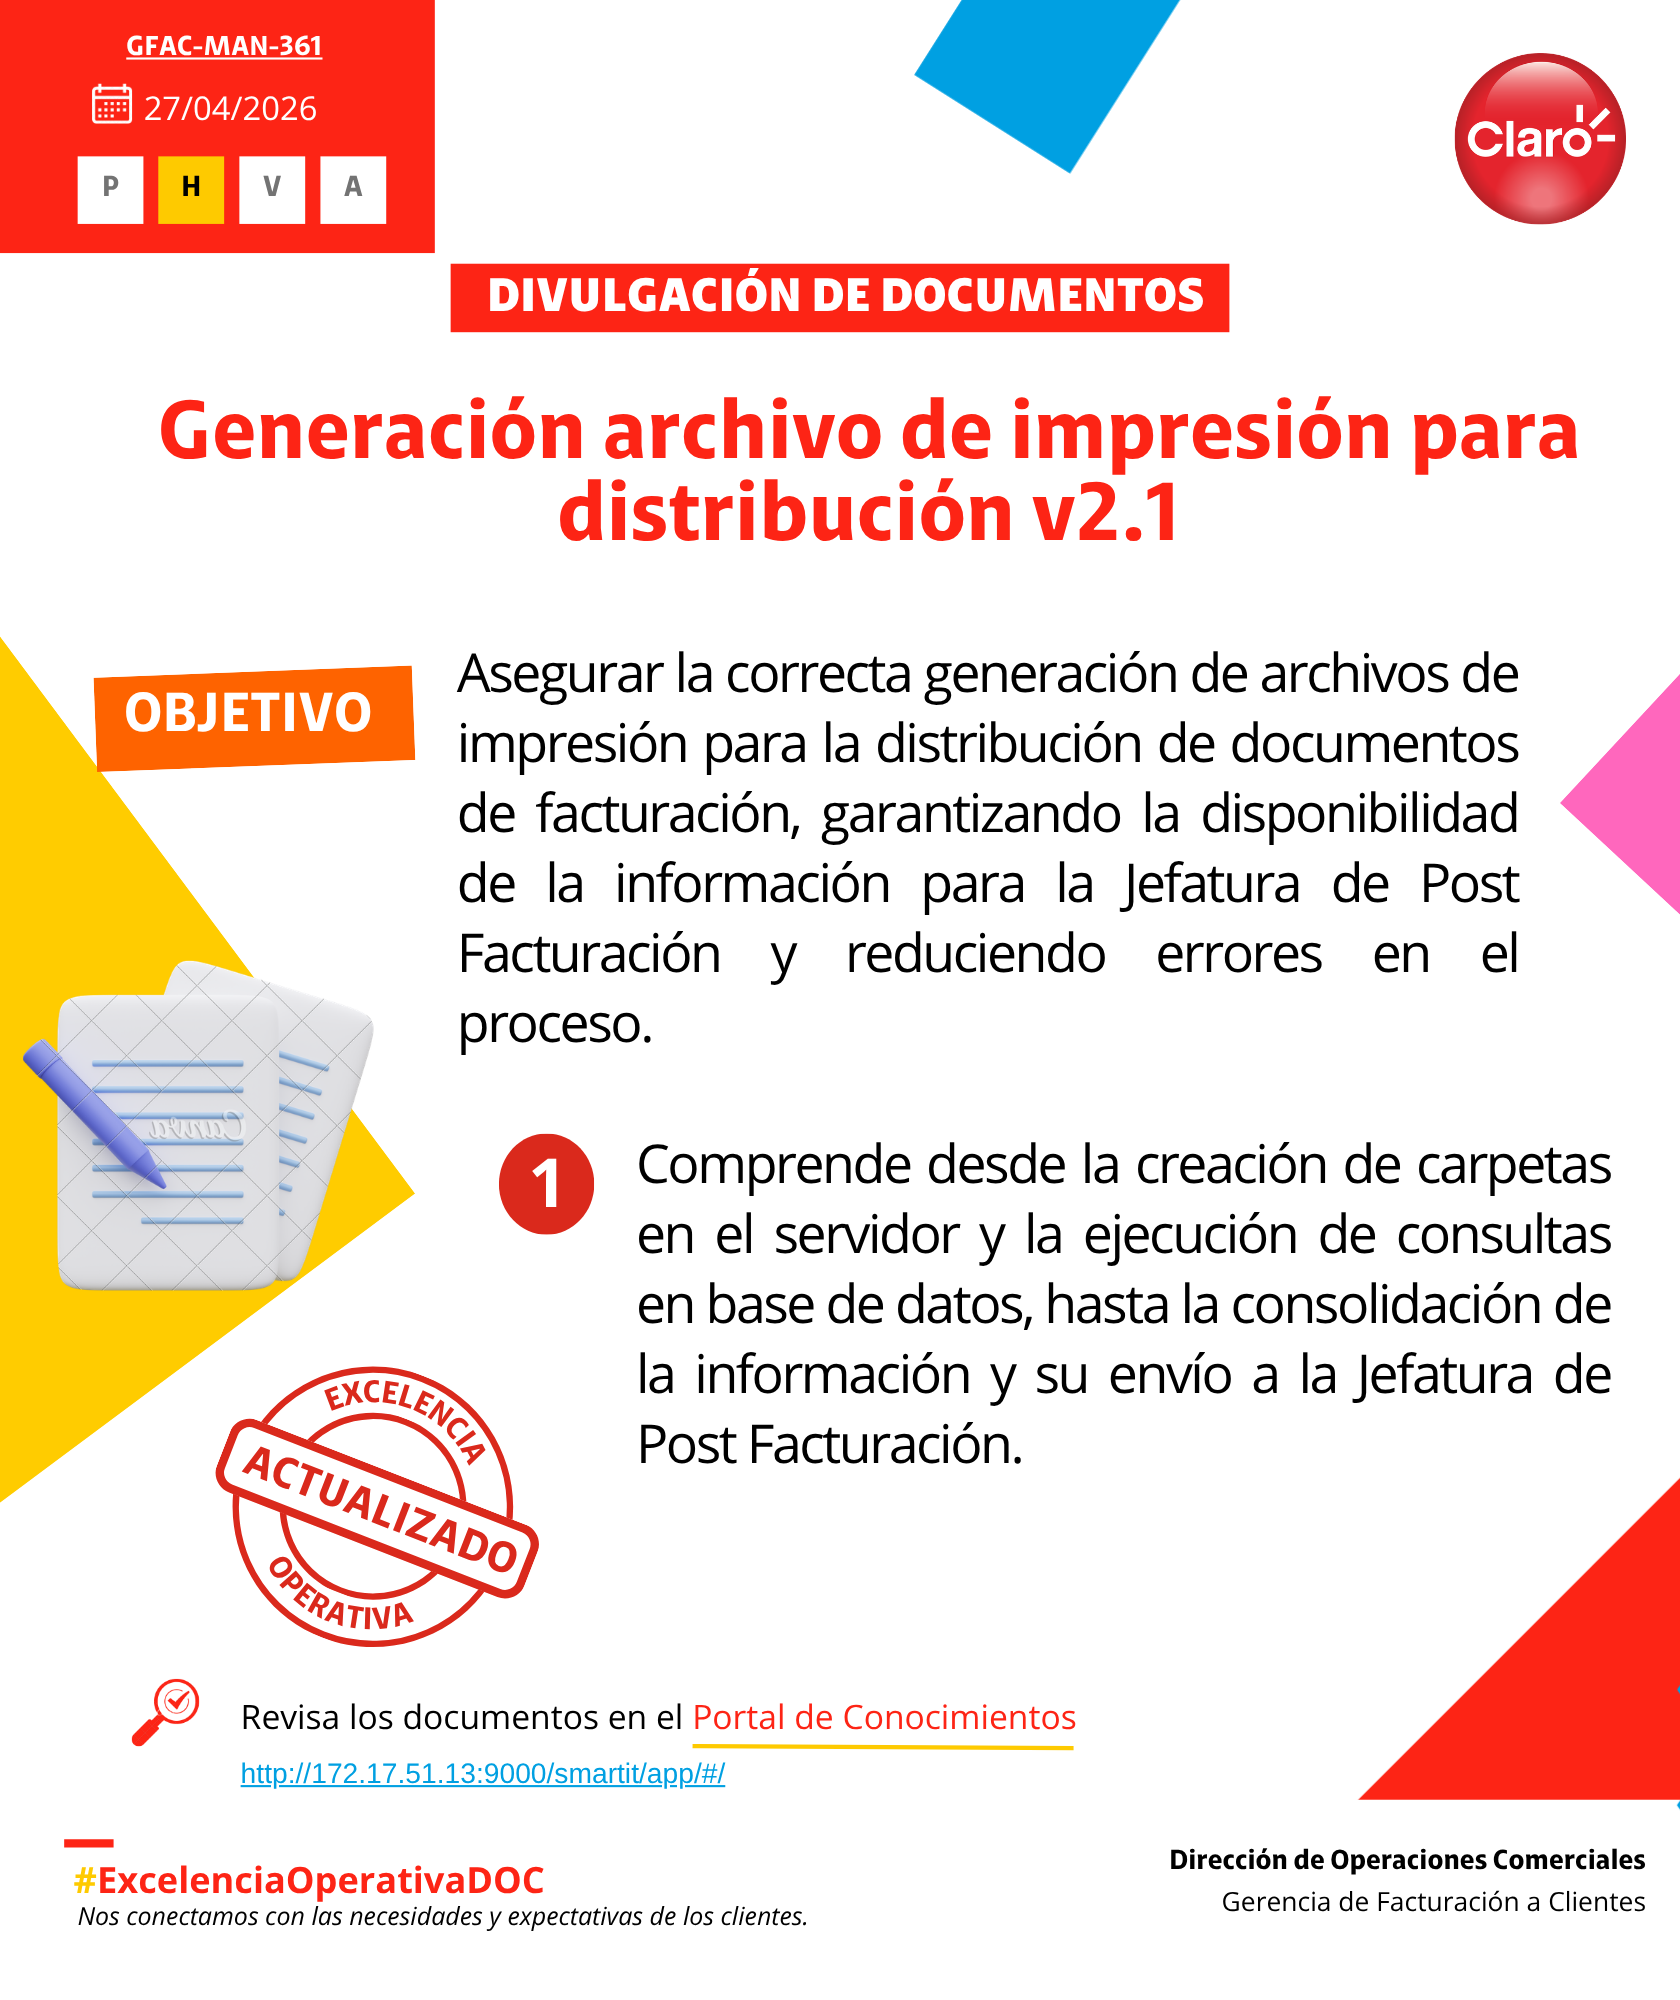 GFAC-MAN-361
27/04/2026
P H V A
Claro
DIVULGACIÓN DE DOCUMENTOS
Generación archivo de impresión para
distribución v2.1
OBJETIVO
Asegurar la correcta generación de archivos de
impresión para la distribución de documentos
de facturación, garantizando la disponibilidad
de la información para la Jefatura de Post
Facturación y reduciendo errores en el
proceso.
Canva
1
Comprende desde la creación de carpetas
en el servidor y la ejecución de consultas
en base de datos, hasta la consolidación de
la información y su envío a la Jefatura de
Post Facturación.
EXCELENCIA
ACTUALIZADO
OPERATIVA
Revisa los documentos en el Portal de Conocimientos
http://172.17.51.13:9000/smartit/app/#/
#ExcelenciaOperativaDOC
Nos conectamos con las necesidades y expectativas de los clientes.
Dirección de Operaciones Comerciales
Gerencia de Facturación a Clientes